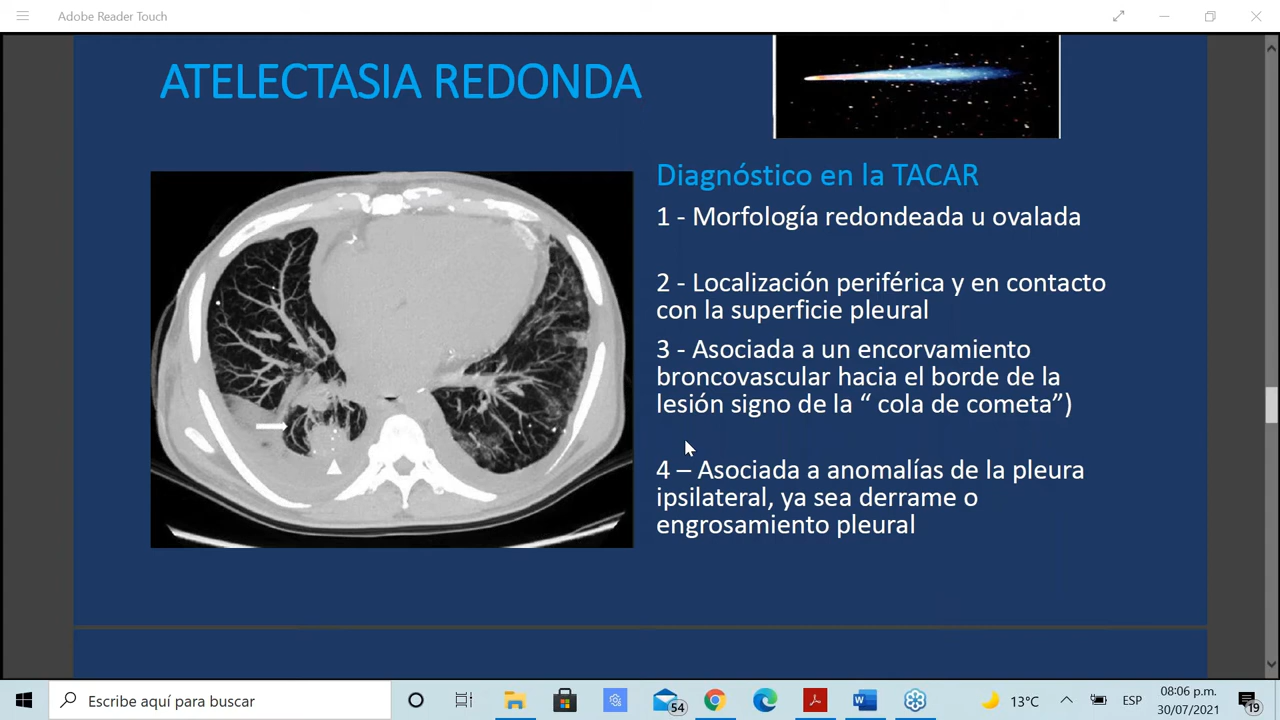 Adobe Reader Touch
ATELECTASIA REDONDA
Diagnóstico en la TACAR
1 - Morfología redondeada u ovalada
2 - Localización periférica y en contacto
con la superficie pleural
3 - Asociada a un encorvamiento
broncovascular hacia el borde de la
lesión signo de la “ cola de cometa”)
4 – Asociada a anomalías de la pleura
ipsilateral, ya sea derrame o
engrosamiento pleural
Escribe aquí para buscar
54
13°C
ESP
08:06 p.m.
30/07/2021
19